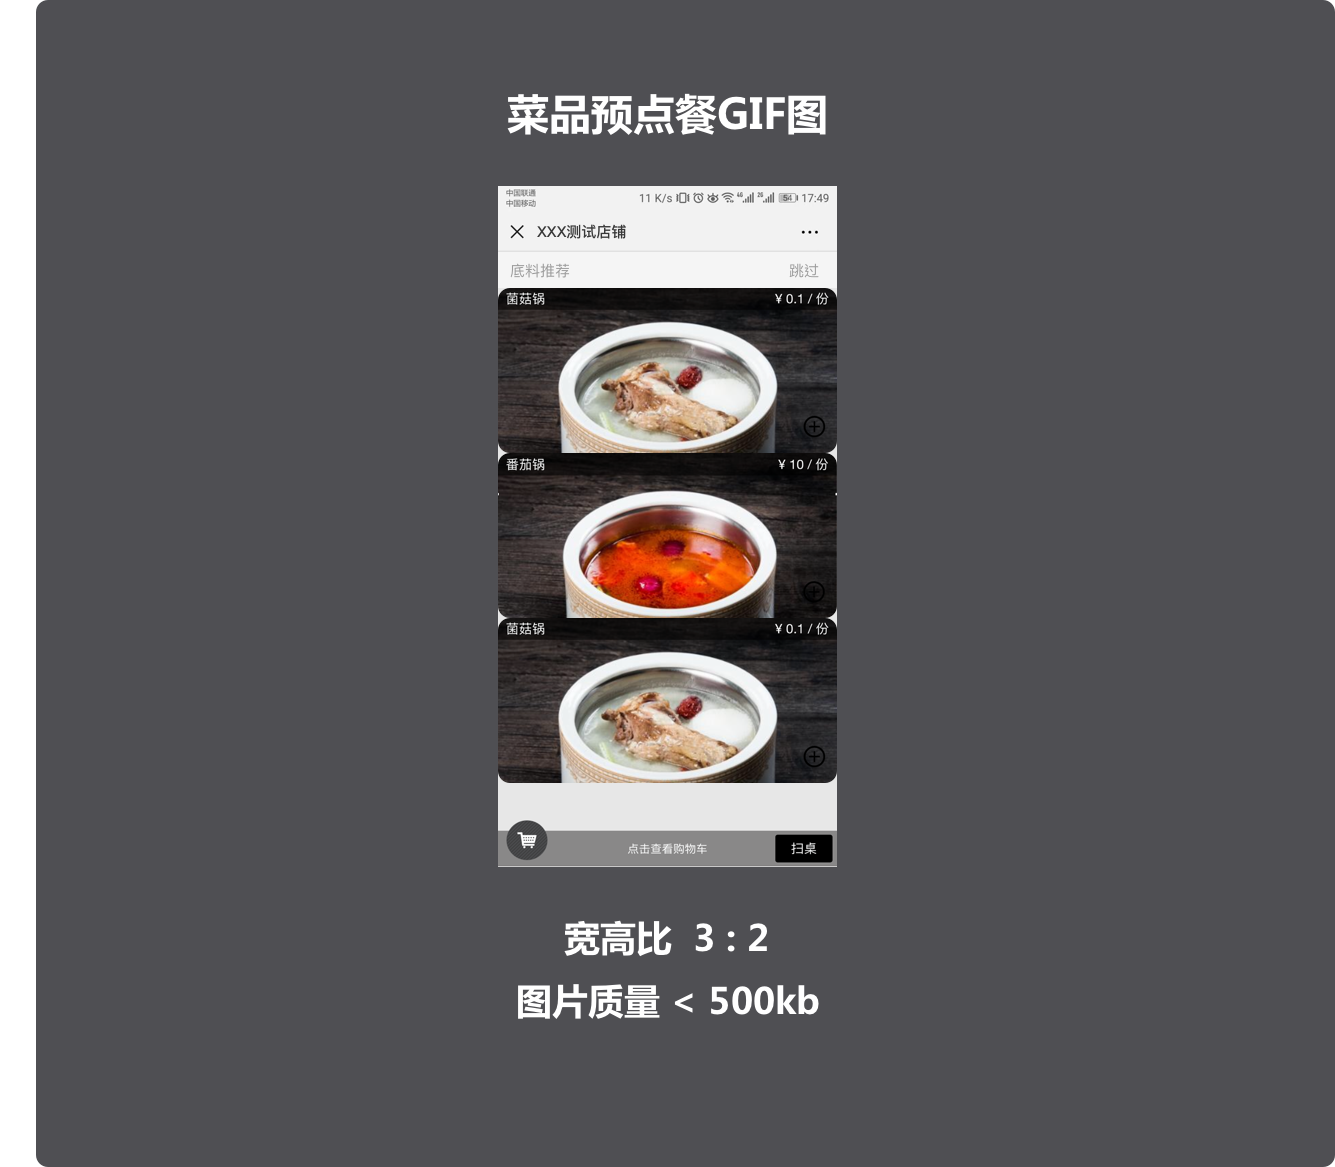 菜品预点餐GIF图
中国联通
中国移动
11 K/s 4G 2G 54 17:49
XXX测试店铺
底料推荐 跳过
菌菇锅 ¥ 0.1 / 份
番茄锅 ¥ 10 / 份
菌菇锅 ¥ 0.1 / 份
点击查看购物车 扫桌
宽高比 3 : 2
图片质量 < 500kb